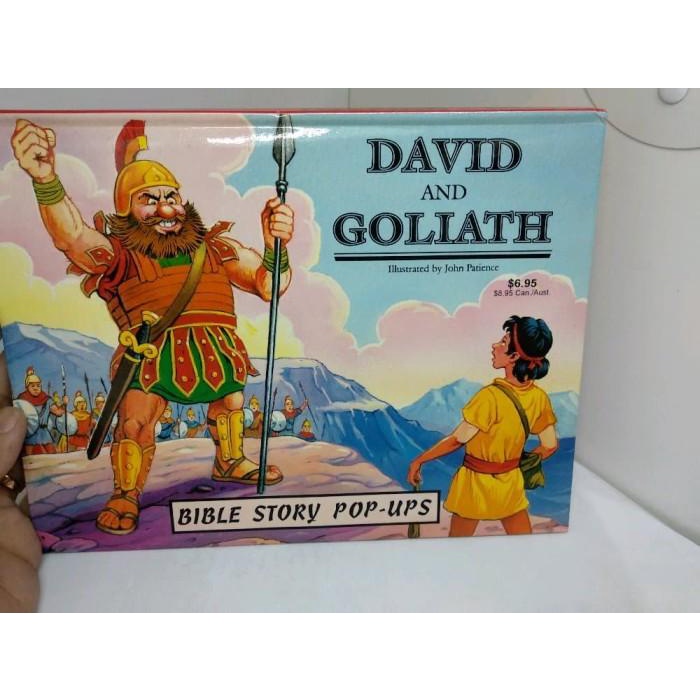 DAVID
AND
GOLIATH
Illustrated by John Patience
$6.95
$8.95 Can./Aust.
BIBLE STORY POP-UPS